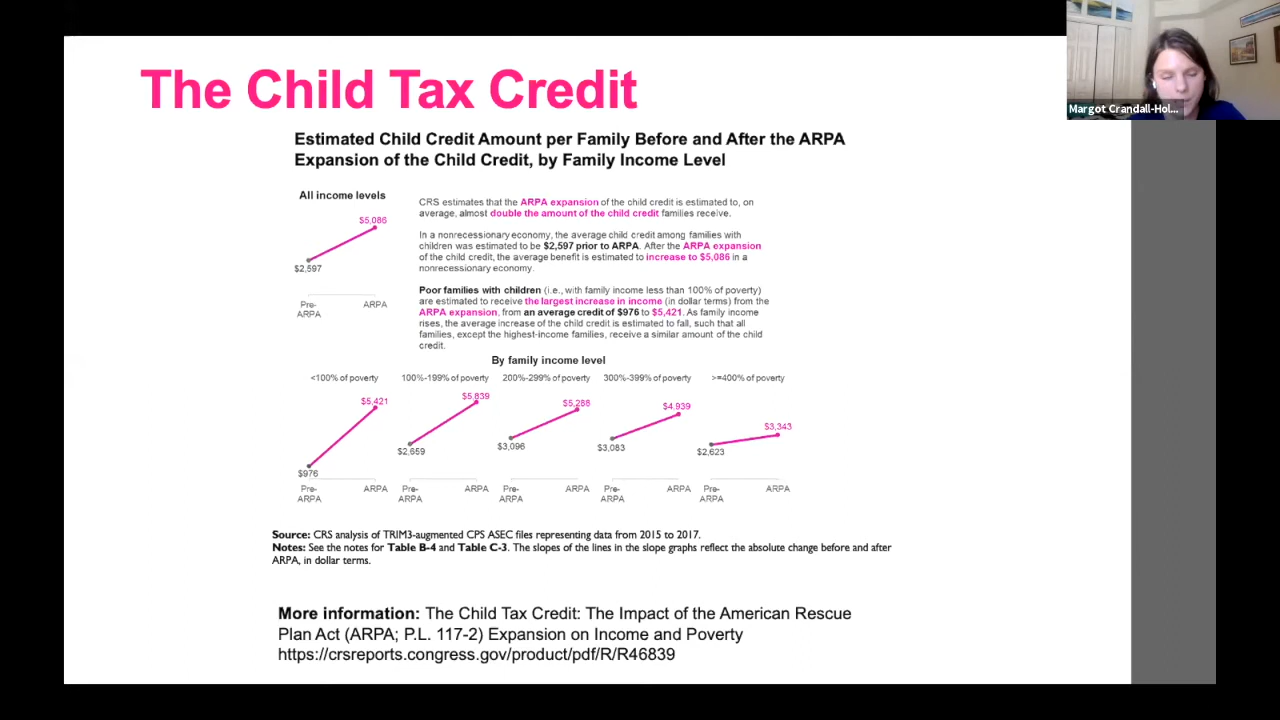 The Child Tax Credit
Margot Crandall-Hol...
Estimated Child Credit Amount per Family Before and After the ARPA
Expansion of the Child Credit, by Family Income Level
All income levels
$5,086
$2,597
Pre-
ARPA
ARPA
CRS estimates that the ARPA expansion of the child credit is estimated to, on
average, almost double the amount of the child credit families receive.
In a nonrecessionary economy, the average child credit among families with
children was estimated to be $2,597 prior to ARPA. After the ARPA expansion
of the child credit, the average benefit is estimated to increase to $5,086 in a
nonrecessionary economy.
Poor families with children (i.e., with family income less than 100% of poverty)
are estimated to receive the largest increase in income (in dollar terms) from the
ARPA expansion, from an average credit of $976 to $5,421. As family income
rises, the average increase of the child credit is estimated to fall, such that all
families, except the highest-income families, receive a similar amount of the child
credit.
By family income level
<100% of poverty
$5,421
$976
Pre-
ARPA
ARPA
100%-199% of poverty
$5,839
$2,659
Pre-
ARPA
ARPA
200%-299% of poverty
$5,286
$3,096
Pre-
ARPA
ARPA
300%-399% of poverty
$4,939
$3,083
Pre-
ARPA
ARPA
>=400% of poverty
$3,343
$2,623
Pre-
ARPA
ARPA
Source: CRS analysis of TRIM3-augmented CPS ASEC files representing data from 2015 to 2017.
Notes: See the notes for Table B-4 and Table C-3. The slopes of the lines in the slope graphs reflect the absolute change before and after
ARPA, in dollar terms.
More information: The Child Tax Credit: The Impact of the American Rescue
Plan Act (ARPA; P.L. 117-2) Expansion on Income and Poverty
https://crsreports.congress.gov/product/pdf/R/R46839